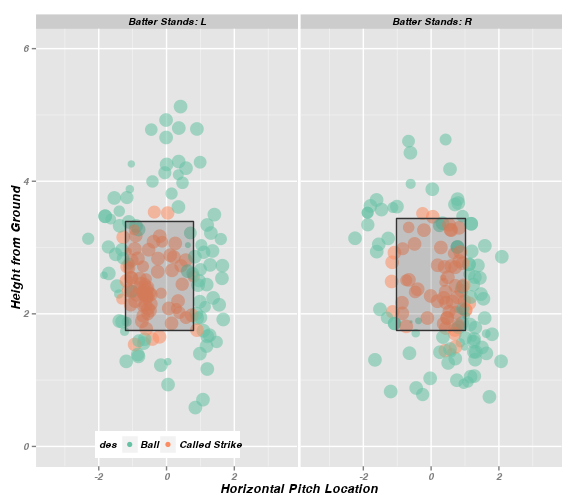 Batter Stands: L
Batter Stands: R
Height from Ground
6
4
2
0
des Ball Called Strike
-2 0 2
-2 0 2
Horizontal Pitch Location